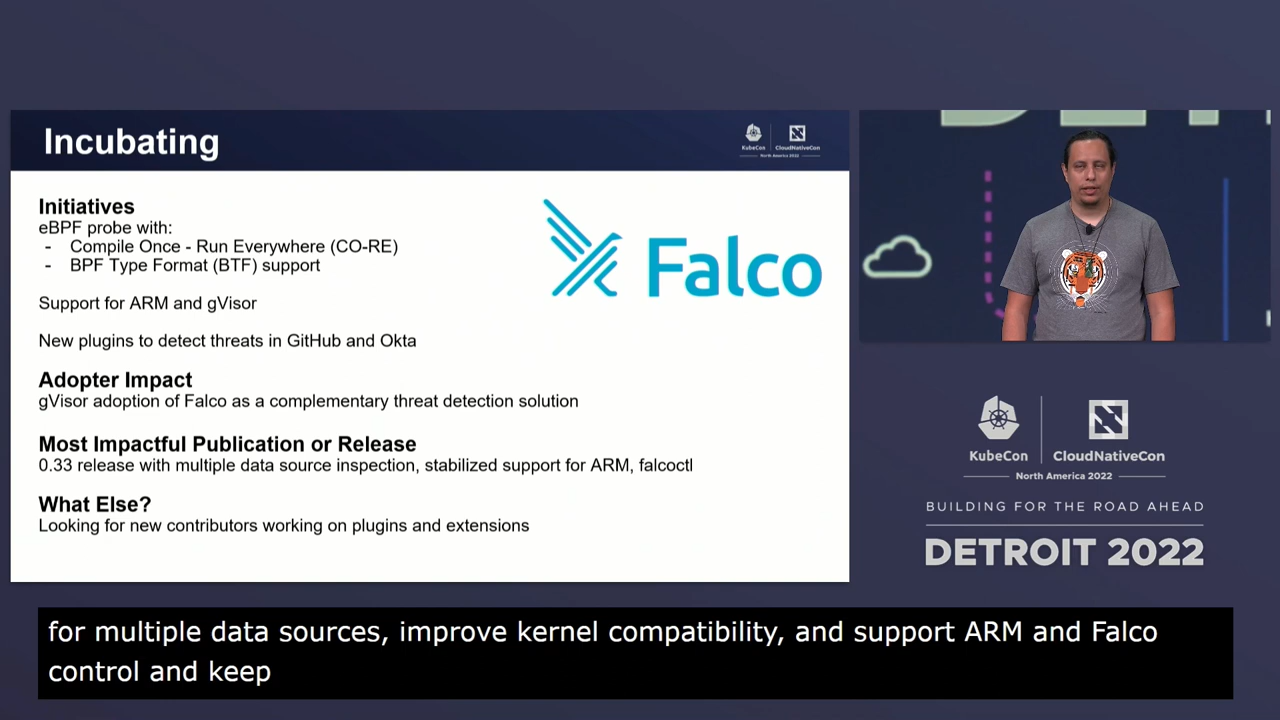 Incubating
KubeCon
CloudNativeCon
North America 2022
Initiatives
eBPF probe with:
- Compile Once - Run Everywhere (CO-RE)
- BPF Type Format (BTF) support
Support for ARM and gVisor
New plugins to detect threats in GitHub and Okta
Adopter Impact
gVisor adoption of Falco as a complementary threat detection solution
Most Impactful Publication or Release
0.33 release with multiple data source inspection, stabilized support for ARM, falcoctl
What Else?
Looking for new contributors working on plugins and extensions
Falco
KubeCon
CloudNativeCon
North America 2022
BUILDING FOR THE ROAD AHEAD
DETROIT 2022
for multiple data sources, improve kernel compatibility, and support ARM and Falco
control and keep